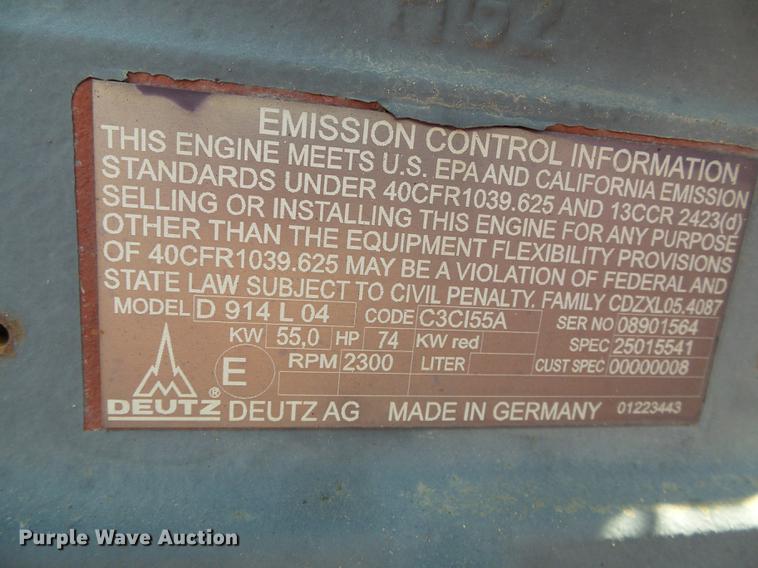 MG2
EMISSION CONTROL INFORMATION
THIS ENGINE MEETS U.S. EPA AND CALIFORNIA EMISSION
STANDARDS UNDER 40CFR1039.625 AND 13CCR 2423(d)
SELLING OR INSTALLING THIS ENGINE FOR ANY PURPOSE
OTHER THAN THE EQUIPMENT FLEXIBILITY PROVISIONS
OF 40CFR1039.625 MAY BE A VIOLATION OF FEDERAL AND
STATE LAW SUBJECT TO CIVIL PENALTY. FAMILY CDZXL05.4087
MODEL D 914 L 04 CODE C3CI55A SER NO 08901564
KW 55,0 HP 74 KW red SPEC 25015541
E RPM 2300 LITER CUST SPEC 00000008
DEUTZ ® DEUTZ AG MADE IN GERMANY 01223443
Purple Wave Auction